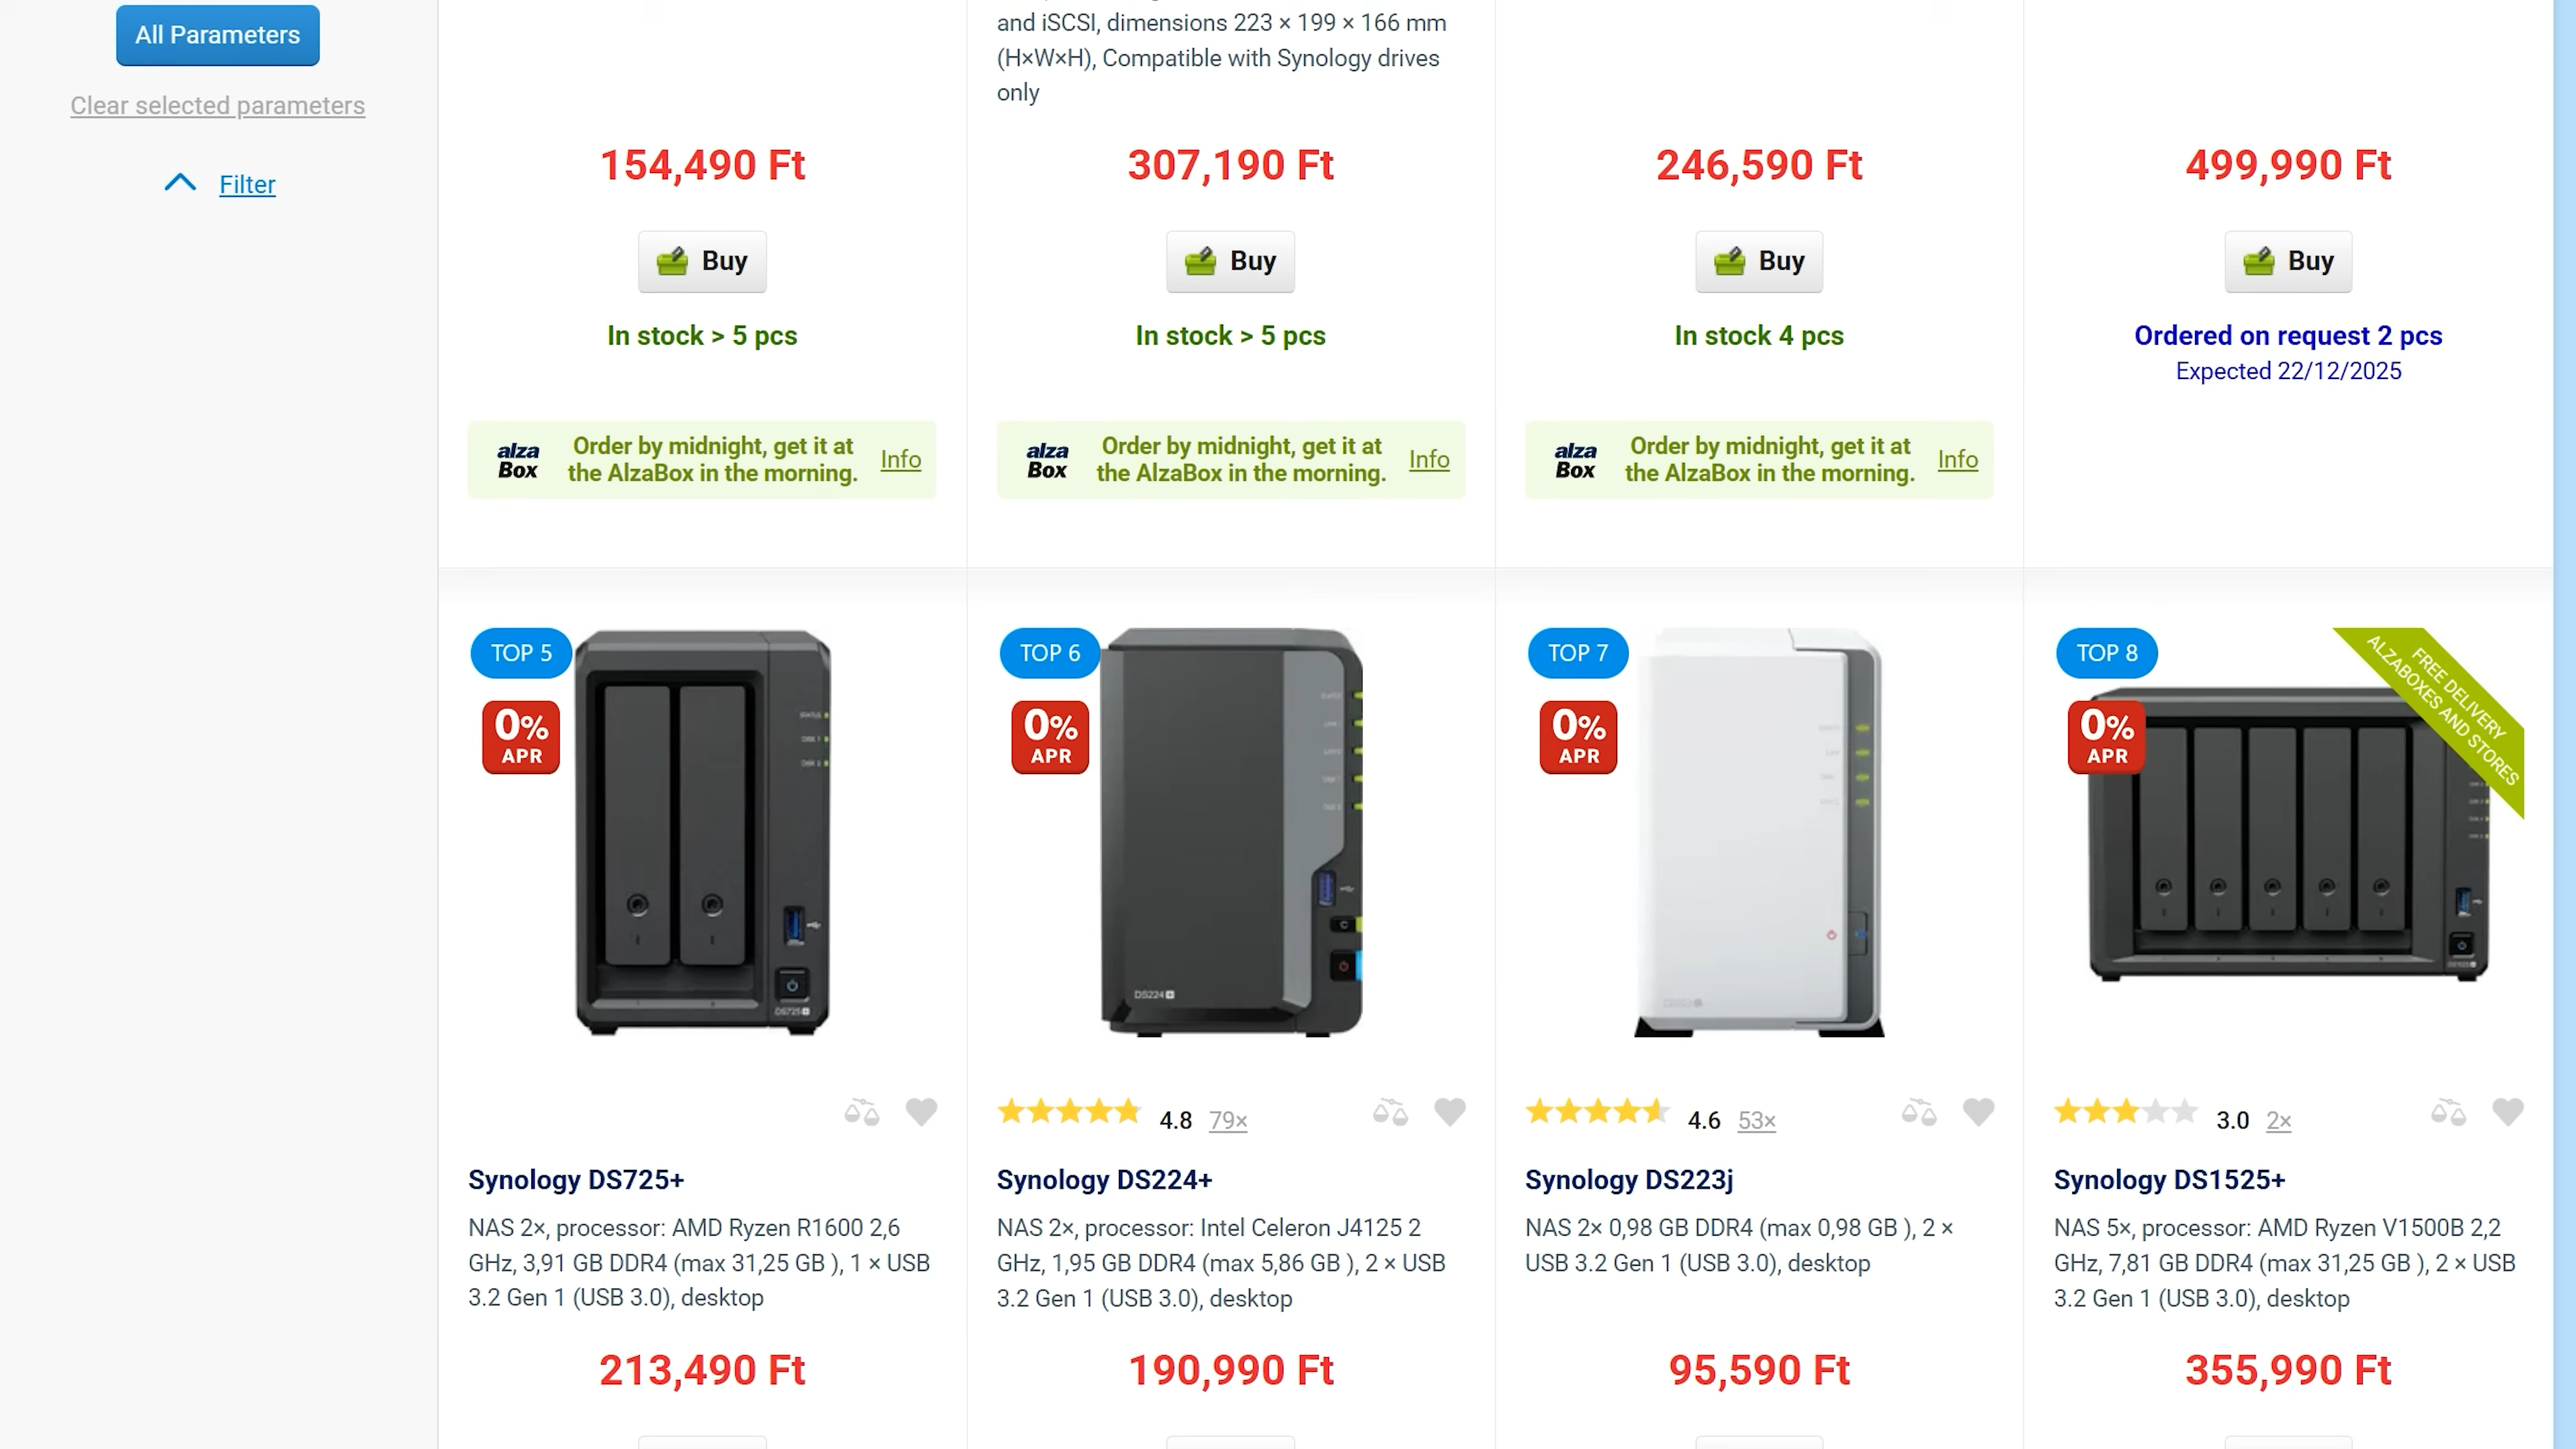 All Parameters
Clear selected parameters
Filter
and iSCSI, dimensions 223 × 199 × 166 mm
(H×W×H), Compatible with Synology drives
only
154,490 Ft
307,190 Ft
246,590 Ft
499,990 Ft
Buy
Buy
Buy
Buy
In stock > 5 pcs
In stock > 5 pcs
In stock 4 pcs
Ordered on request 2 pcs
Expected 22/12/2025
alza
Box
Order by midnight, get it at
the AlzaBox in the morning.
Info
alza
Box
Order by midnight, get it at
the AlzaBox in the morning.
Info
alza
Box
Order by midnight, get it at
the AlzaBox in the morning.
Info
TOP 5
0%
APR
STATUS
DISK 1
DISK 2
DS725+
TOP 6
0%
APR
DS224+
TOP 7
0%
APR
TOP 8
0%
APR
FREE DELIVERY
ALZABOXES AND STORES
4.8 79×
4.6 53×
3.0 2×
Synology DS725+
NAS 2×, processor: AMD Ryzen R1600 2,6
GHz, 3,91 GB DDR4 (max 31,25 GB ), 1 × USB
3.2 Gen 1 (USB 3.0), desktop
213,490 Ft
Synology DS224+
NAS 2×, processor: Intel Celeron J4125 2
GHz, 1,95 GB DDR4 (max 5,86 GB ), 2 × USB
3.2 Gen 1 (USB 3.0), desktop
190,990 Ft
Synology DS223j
NAS 2× 0,98 GB DDR4 (max 0,98 GB ), 2 ×
USB 3.2 Gen 1 (USB 3.0), desktop
95,590 Ft
Synology DS1525+
NAS 5×, processor: AMD Ryzen V1500B 2,2
GHz, 7,81 GB DDR4 (max 31,25 GB ), 2 × USB
3.2 Gen 1 (USB 3.0), desktop
355,990 Ft